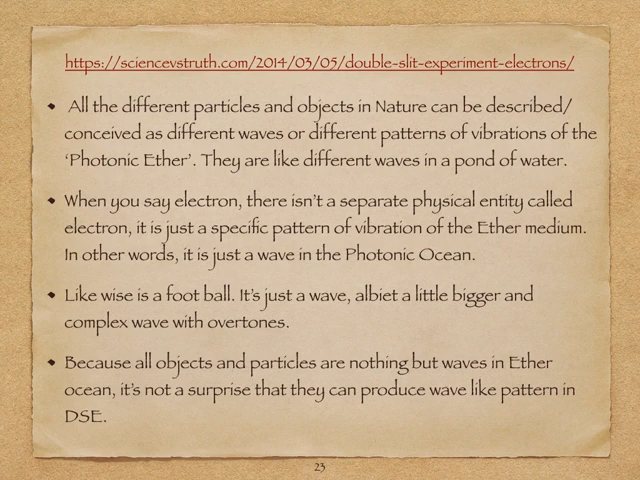 https://sciencevstruth.com/2014/03/05/double-slit-experiment-electrons/
• All the different particles and objects in Nature can be described/
conceived as different waves or different patterns of vibrations of the
‘Photonic Ether’. They are like different waves in a pond of water.
• When you say electron, there isn’t a separate physical entity called
electron, it is just a specific pattern of vibration of the Ether medium.
In other words, it is just a wave in the Photonic Ocean.
• Like wise is a foot ball. It’s just a wave, albiet a little bigger and
complex wave with overtones.
• Because all objects and particles are nothing but waves in Ether
ocean, it’s not a surprise that they can produce wave like pattern in
DSE.
23